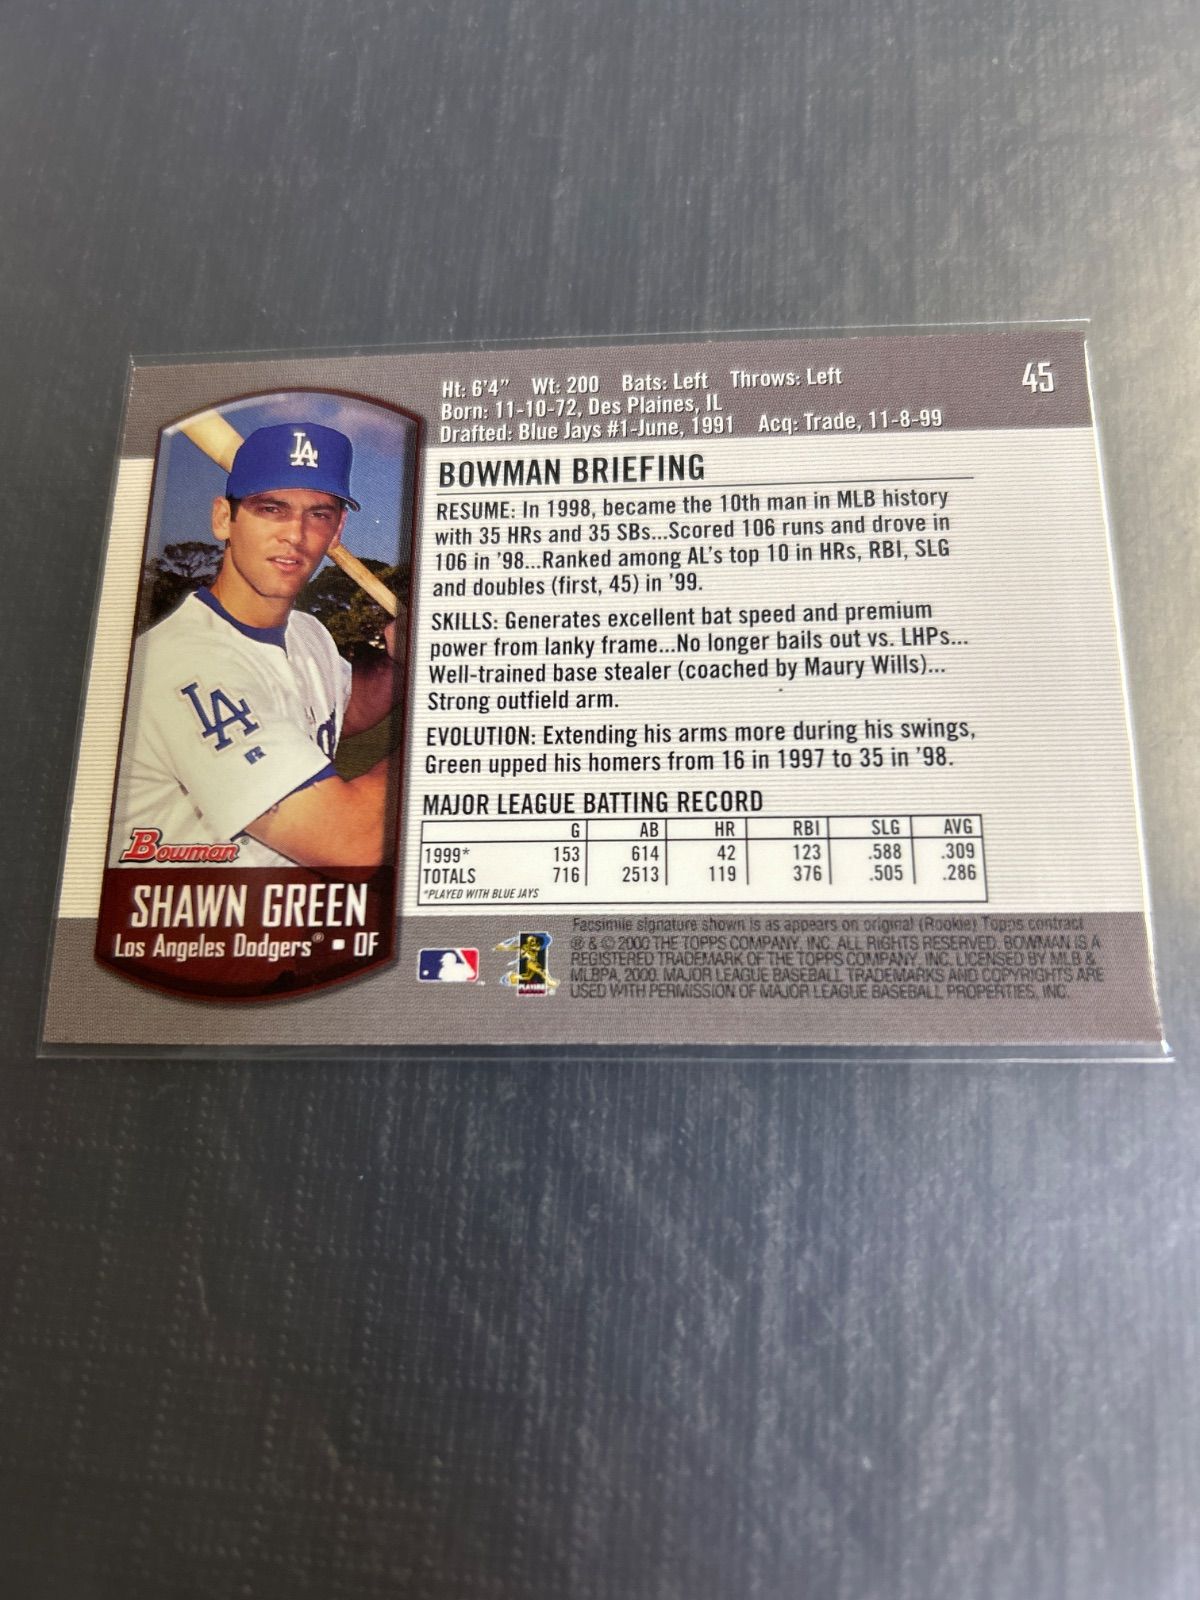 Ht: 6'4" Wt: 200 Bats: Left Throws: Left
45
Born: 11-10-72, Des Plaines, IL
Drafted: Blue Jays #1-June, 1991 Acq: Trade, 11-8-99
BOWMAN BRIEFING
RESUME: In 1998, became the 10th man in MLB history
with 35 HRs and 35 SBs...Scored 106 runs and drove in
106 in '98...Ranked among AL's top 10 in HRs, RBI, SLG
and doubles (first, 45) in '99.
SKILLS: Generates excellent bat speed and premium
power from lanky frame...No longer bails out vs. LHPs...
Well-trained base stealer (coached by Maury Wills)...
Strong outfield arm.
EVOLUTION: Extending his arms more during his swings,
Green upped his homers from 16 in 1997 to 35 in '98.
MAJOR LEAGUE BATTING RECORD
G AB HR RBI SLG AVG
1999* 153 614 42 123 .588 .309
TOTALS 716 2513 119 376 .505 .286
*PLAYED WITH BLUE JAYS
LA
LA
Bowman®
SHAWN GREEN
Los Angeles Dodgers® ▪ OF
PLAYERS
Facsimile signature shown is as appears on original (Rookie) Topps contract
® & © 2000 THE TOPPS COMPANY, INC. ALL RIGHTS RESERVED. BOWMAN IS A
REGISTERED TRADEMARK OF THE TOPPS COMPANY, INC. LICENSED BY MLB &
MLBPA, 2000. MAJOR LEAGUE BASEBALL TRADEMARKS AND COPYRIGHTS ARE
USED WITH PERMISSION OF MAJOR LEAGUE BASEBALL PROPERTIES, INC.